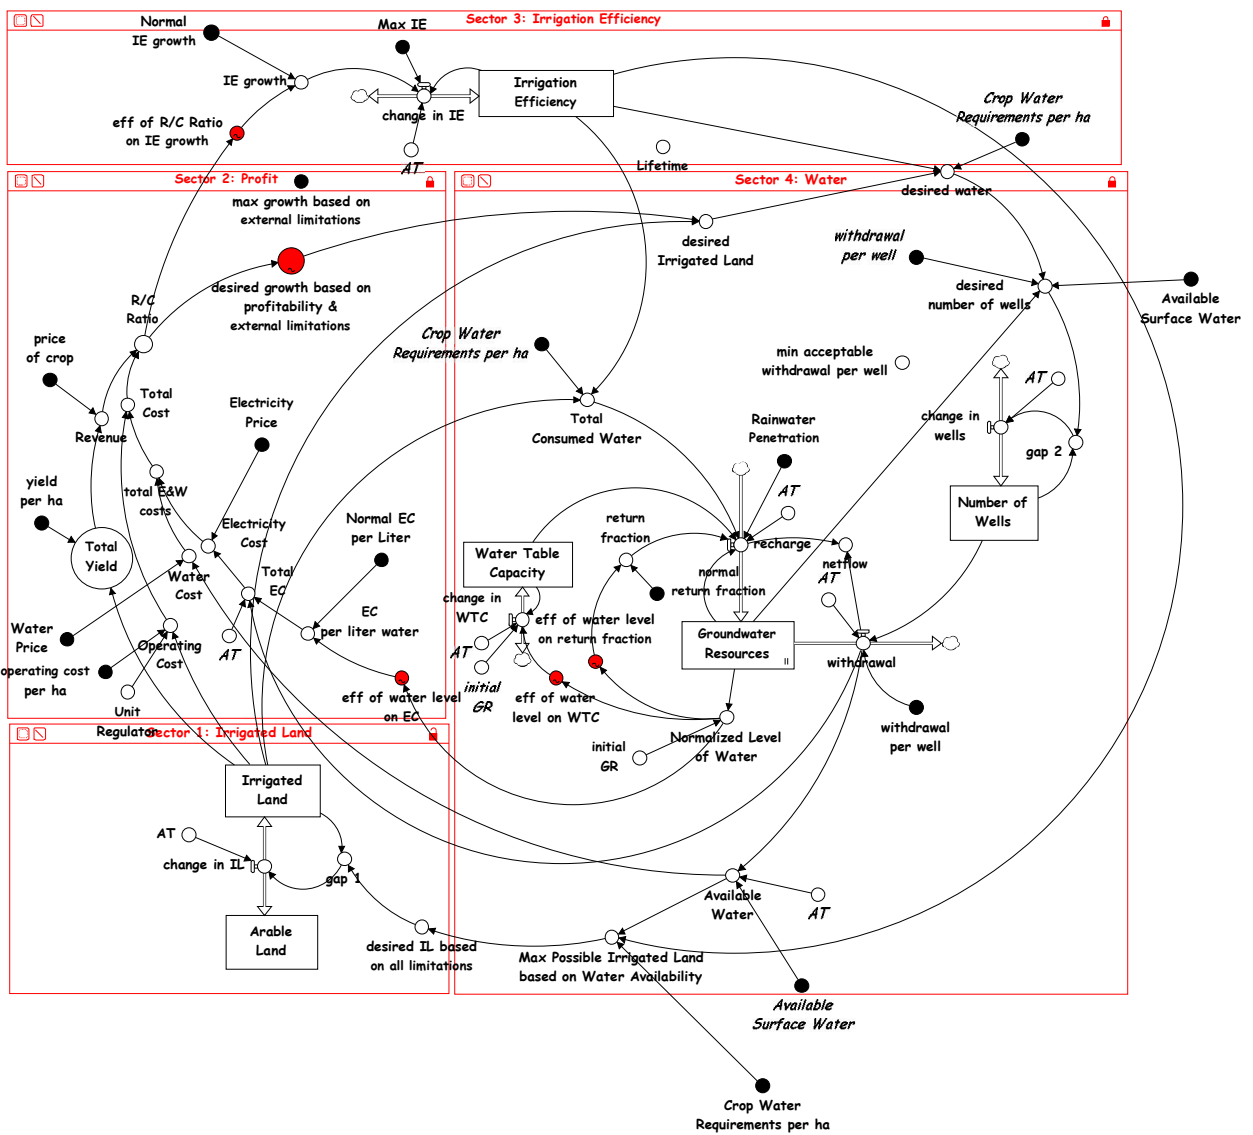 Sector 3: Irrigation Efficiency
Normal
IE growth
Max IE
IE growth
Irrigation
Efficiency
change in IE
eff of R/C Ratio
on IE growth
AT
Lifetime
Crop Water
Requirements per ha
desired water
Sector 2: Profit
max growth based on
external limitations
desired growth based on
profitability &
external limitations
R/C
Ratio
price
of crop
Total
Cost
Revenue
Electricity
Price
yield
per ha
total E&W
costs
Total
Yield
Electricity
Cost
Normal EC
per Liter
Water
Cost
Total
EC
EC
per liter water
Water
Price
Operating
Cost
AT
operating cost
per ha
Unit
Regulator
eff of water level
on EC
Sector 4: Water
desired
Irrigated Land
withdrawal
per well
desired
number of wells
Available
Surface Water
Crop Water
Requirements per ha
min acceptable
withdrawal per well
AT
change in
wells
gap 2
Total
Consumed Water
Rainwater
Penetration
AT
Number of
Wells
return
fraction
recharge
Water Table
Capacity
normal
return fraction
netflow
AT
change in
WTC
eff of water level
on return fraction
Groundwater
Resources
withdrawal
AT
initial
GR
eff of water
level on WTC
withdrawal
per well
initial
GR
Normalized Level
of Water
Sector 1: Irrigated Land
Irrigated
Land
AT
change in IL
gap 1
Arable
Land
desired IL based
on all limitations
Available
Water
AT
Max Possible Irrigated Land
based on Water Availability
Available
Surface Water
Crop Water
Requirements per ha